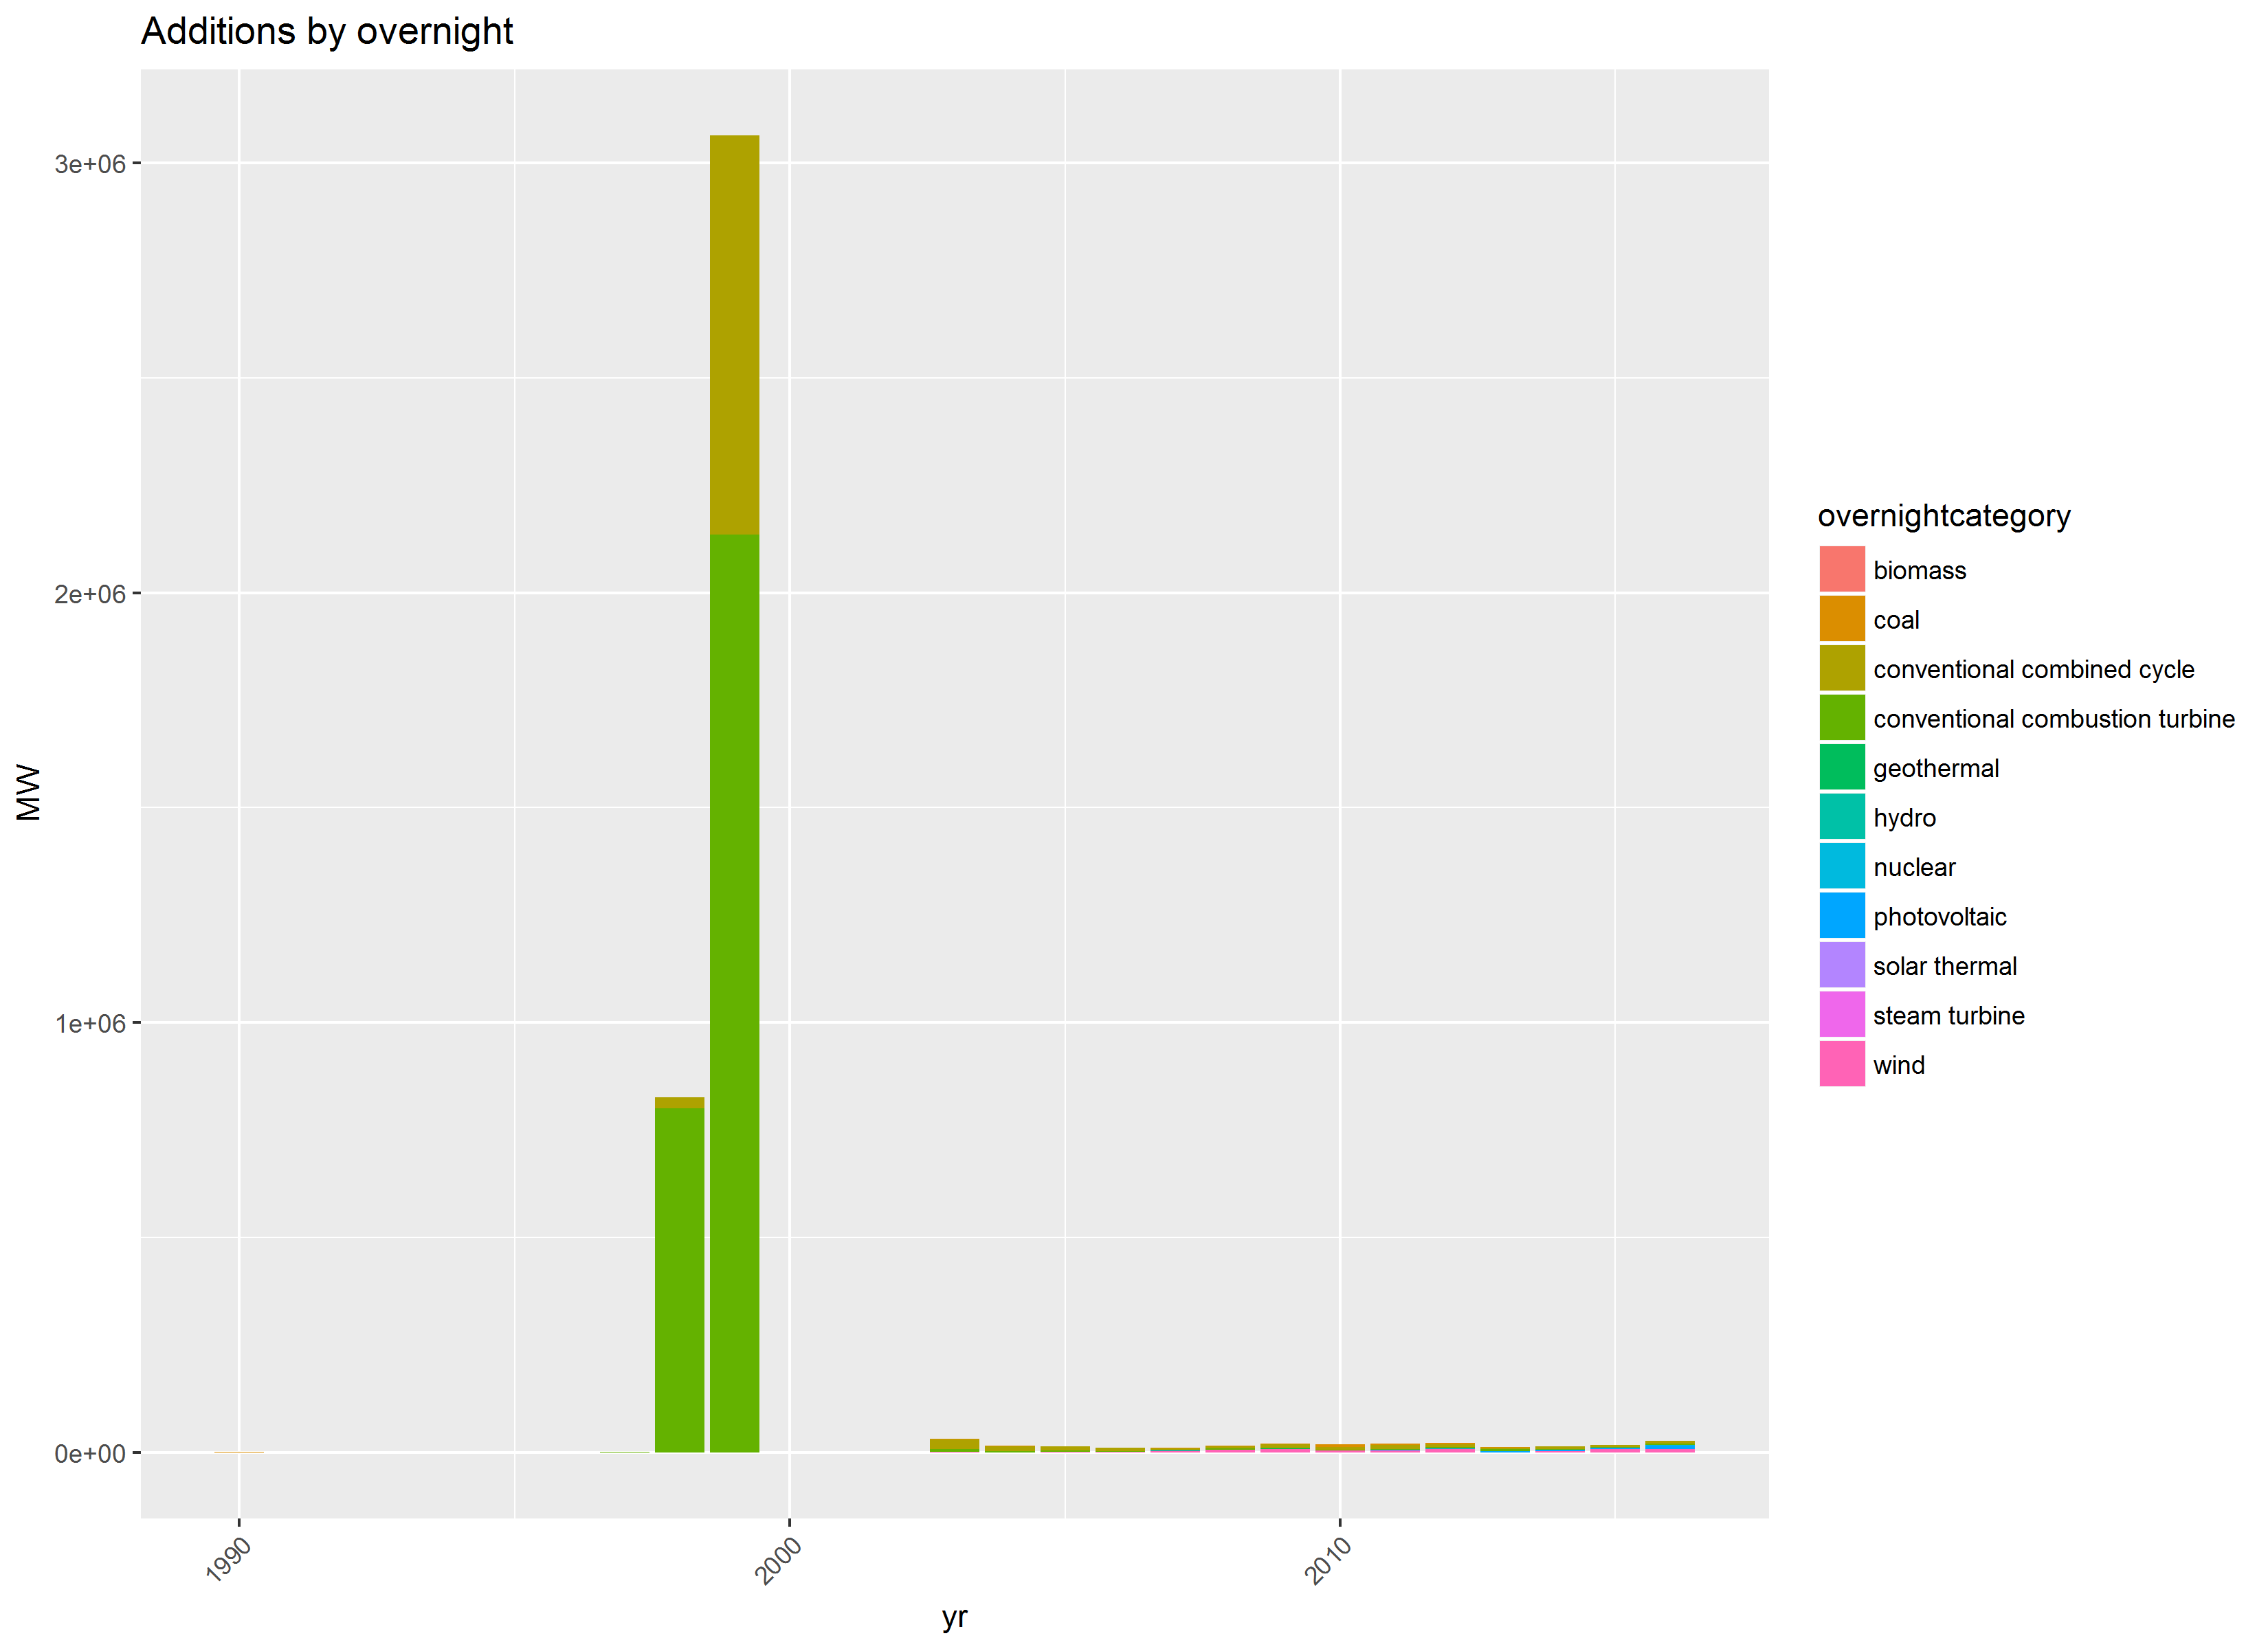 Additions by overnight
3e+06
2e+06
1e+06
0e+00
MW
1990
2000
2010
yr
overnightcategory
biomass
coal
conventional combined cycle
conventional combustion turbine
geothermal
hydro
nuclear
photovoltaic
solar thermal
steam turbine
wind